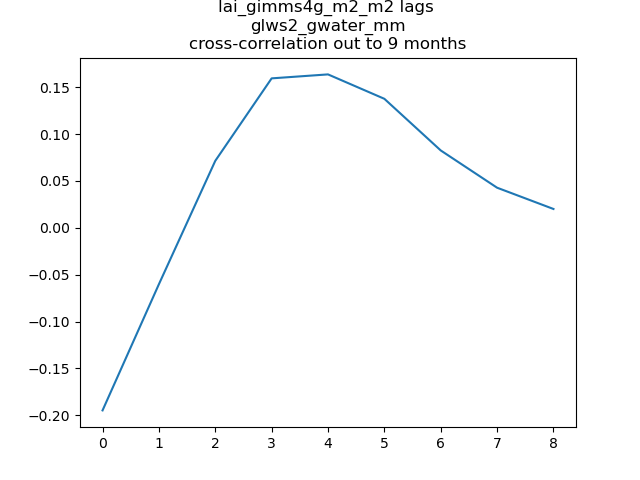 lai_gimms4g_m2_m2 lags
glws2_gwater_mm
cross-correlation out to 9 months
0.15
0.10
0.05
0.00
−0.05
−0.10
−0.15
−0.20
0 1 2 3 4 5 6 7 8